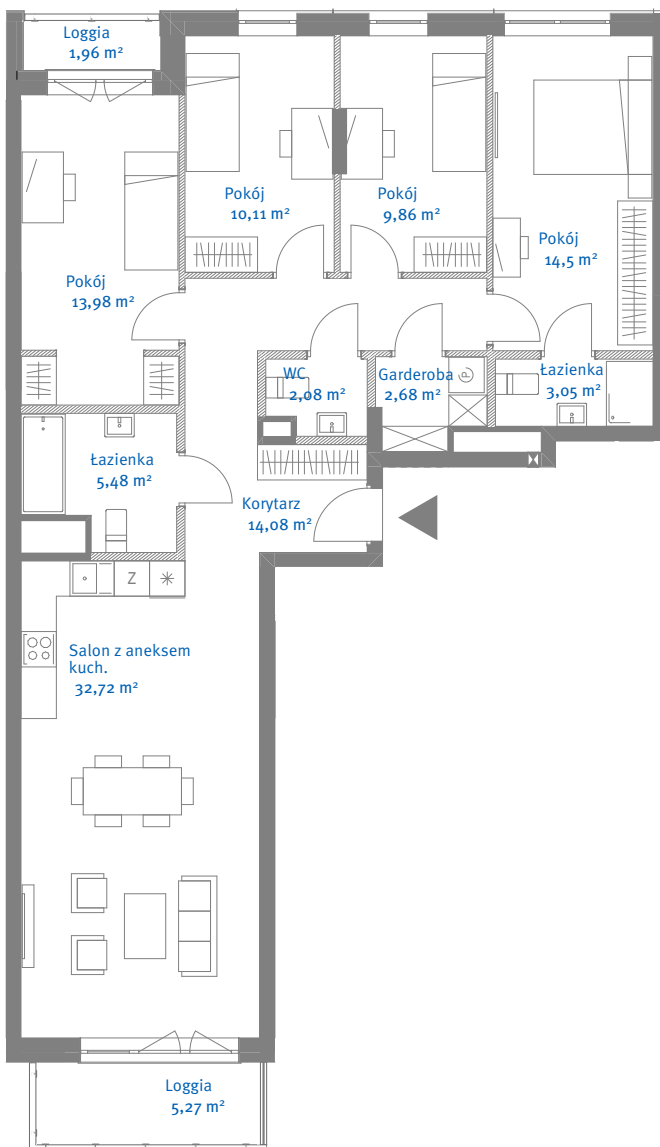 Loggia
1,96 m²
Pokój
10,11 m²
Pokój
9,86 m²
Pokój
14,5 m²
Pokój
13,98 m²
WC
2,08 m²
Garderoba
2,68 m²
P
Łazienka
3,05 m²
Łazienka
5,48 m²
Korytarz
14,08 m²
Z
Salon z aneksem
kuch.
32,72 m²
Loggia
5,27 m²